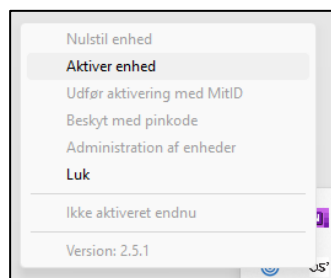 Nulstil enhed
Aktiver enhed
Udfør aktivering med MitID
Beskyt med pinkode
Administration af enheder
Luk
Ikke aktiveret endnu
Version: 2.5.1